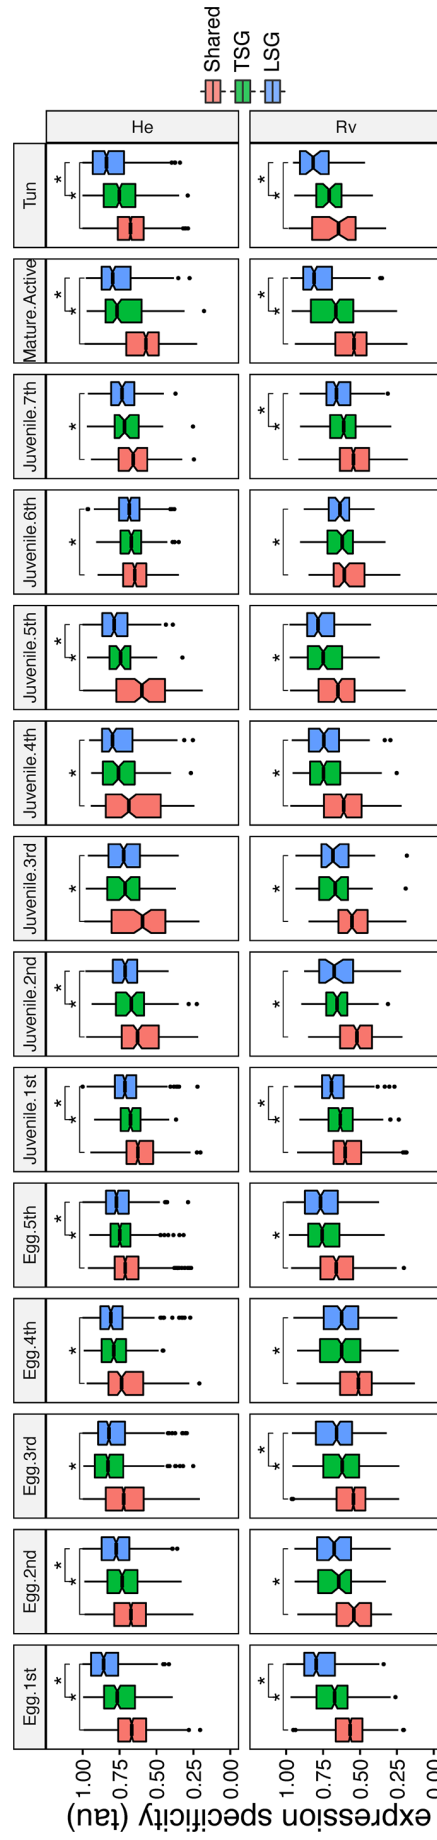 Egg.1st
Egg.2nd
Egg.3rd
Egg.4th
Egg.5th
Juvenile.1st
Juvenile.2nd
Juvenile.3rd
Juvenile.4th
Juvenile.5th
Juvenile.6th
Juvenile.7th
Mature.Active
Tun
expression specificity (tau)
1.00
0.75
0.50
0.25
0.00
He
1.00
0.75
0.50
0.25
0.00
Rv
Shared
TSG
LSG